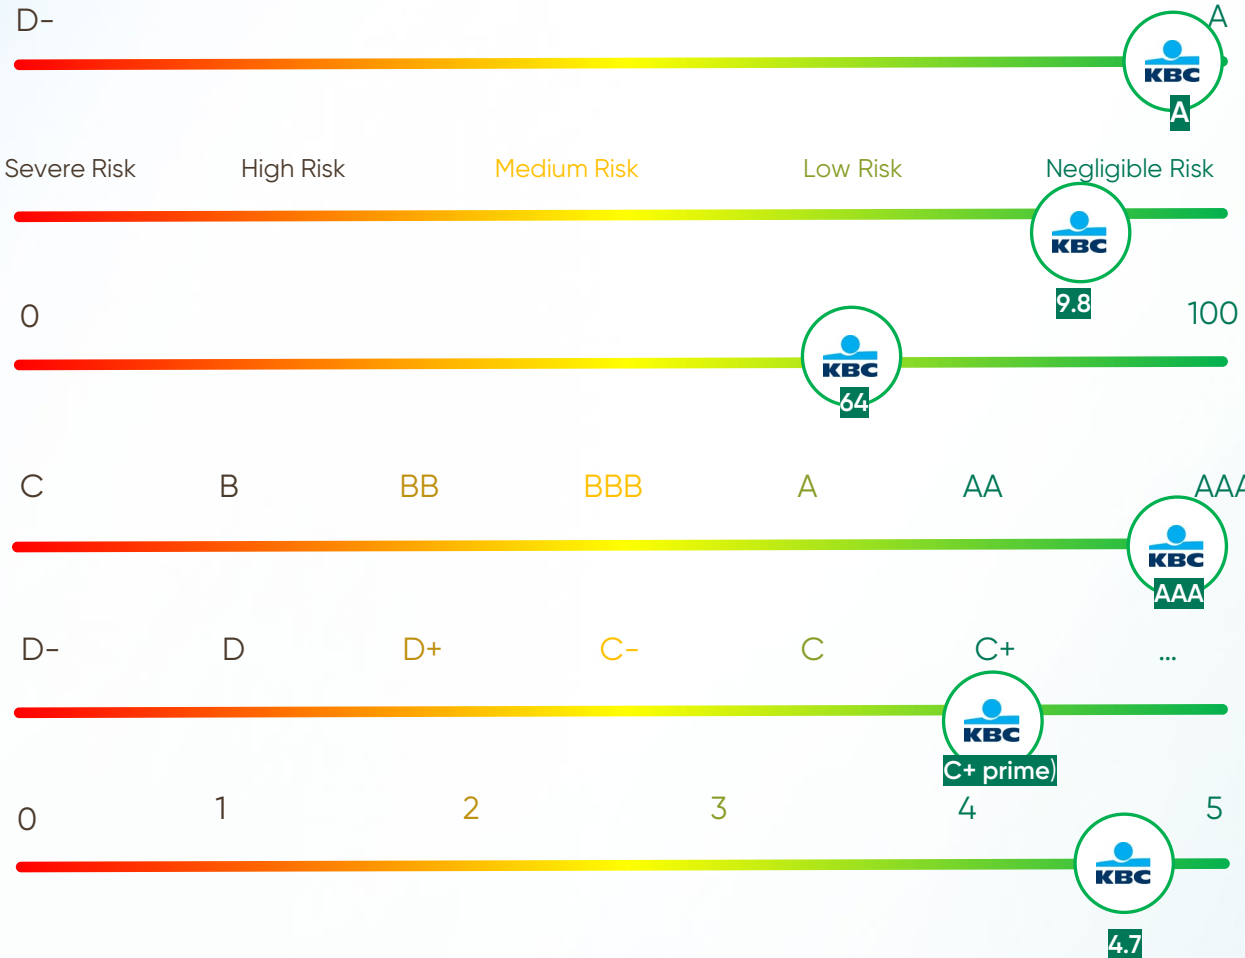 D- A
KBC
A
Severe Risk High Risk Medium Risk Low Risk Negligible Risk
KBC
9.8
0 100
KBC
64
C B BB BBB A AA AAA
KBC
AAA
D- D D+ C- C C+ ...
KBC
C+ prime)
0 1 2 3 4 5
KBC
4.7